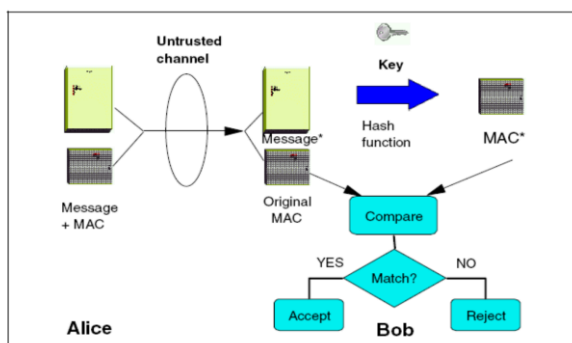 Untrusted
channel
Key
Message*
Hash
function
MAC*
Message
+ MAC
Original
MAC
Compare
YES
Match?
NO
Accept
Reject
Alice
Bob